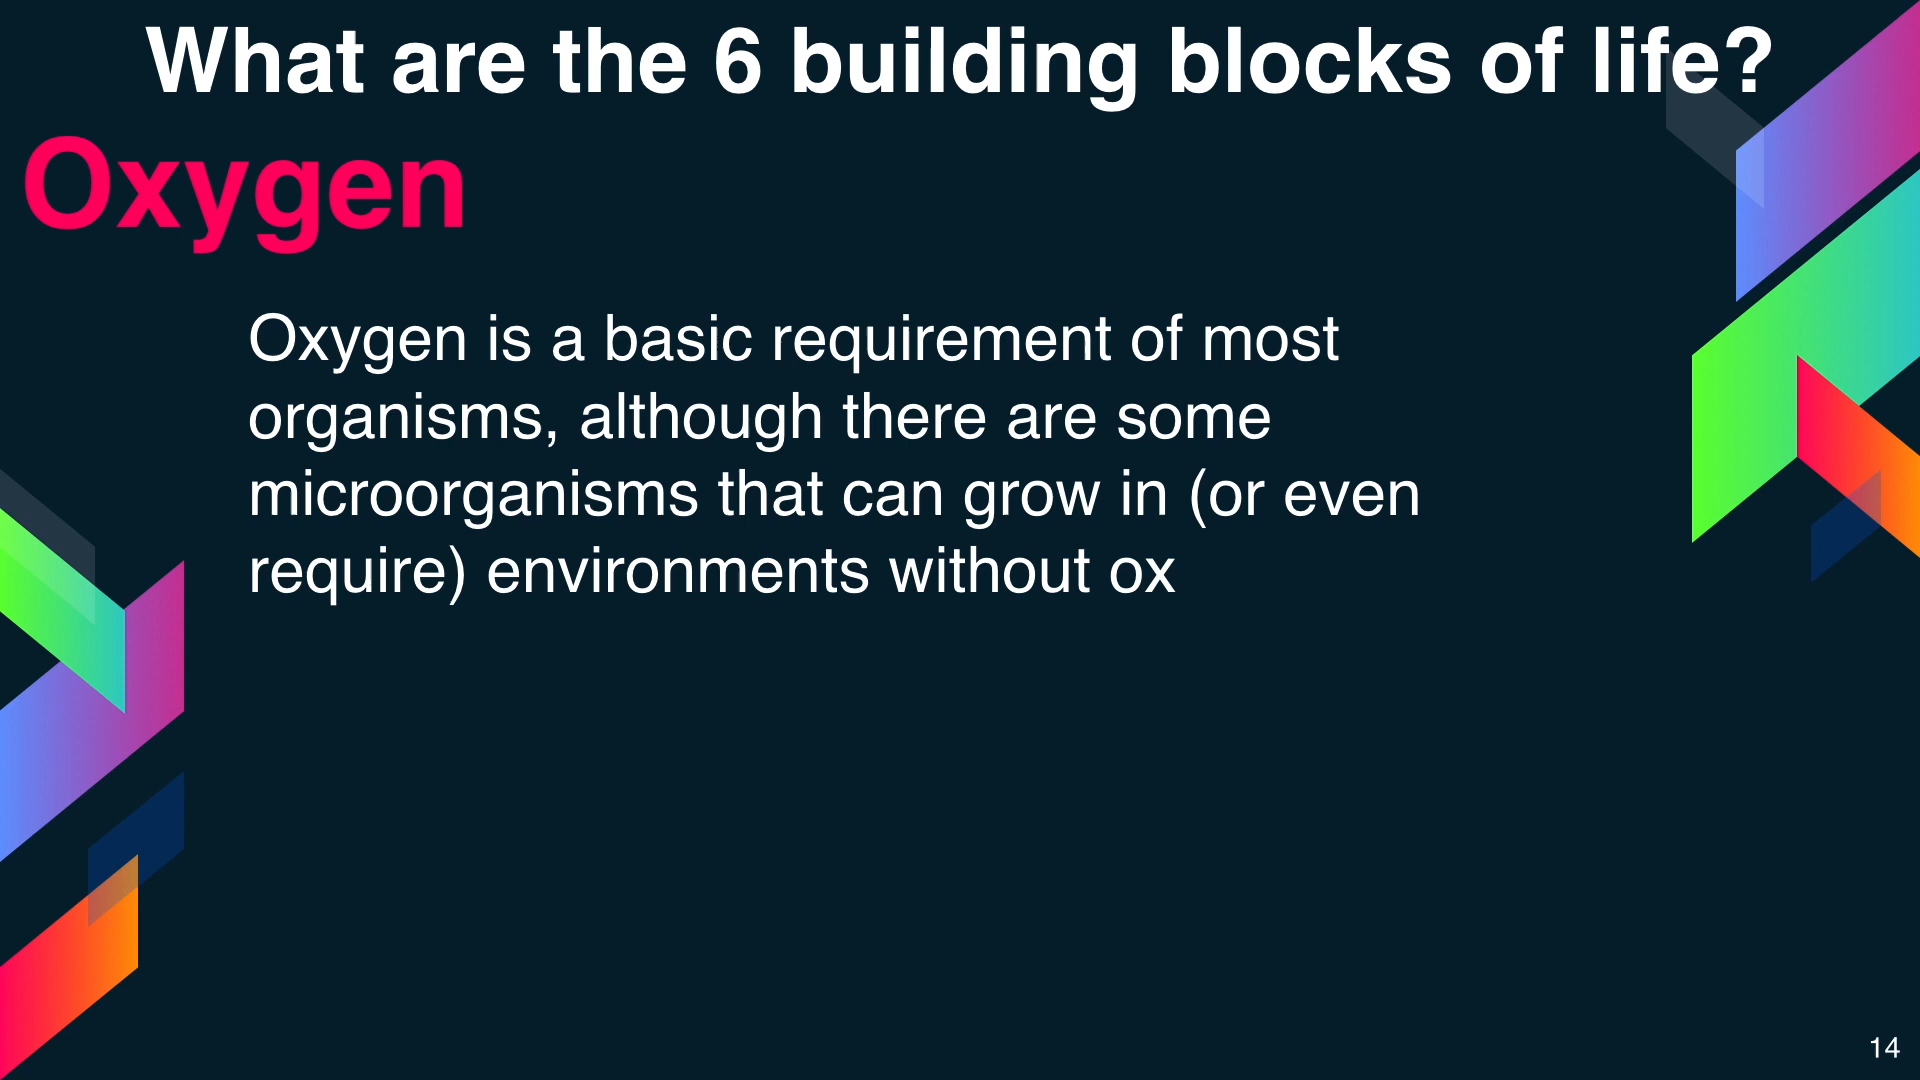 What are the 6 building blocks of life?
Oxygen
Oxygen is a basic requirement of most
organisms, although there are some
microorganisms that can grow in (or even
require) environments without ox
14